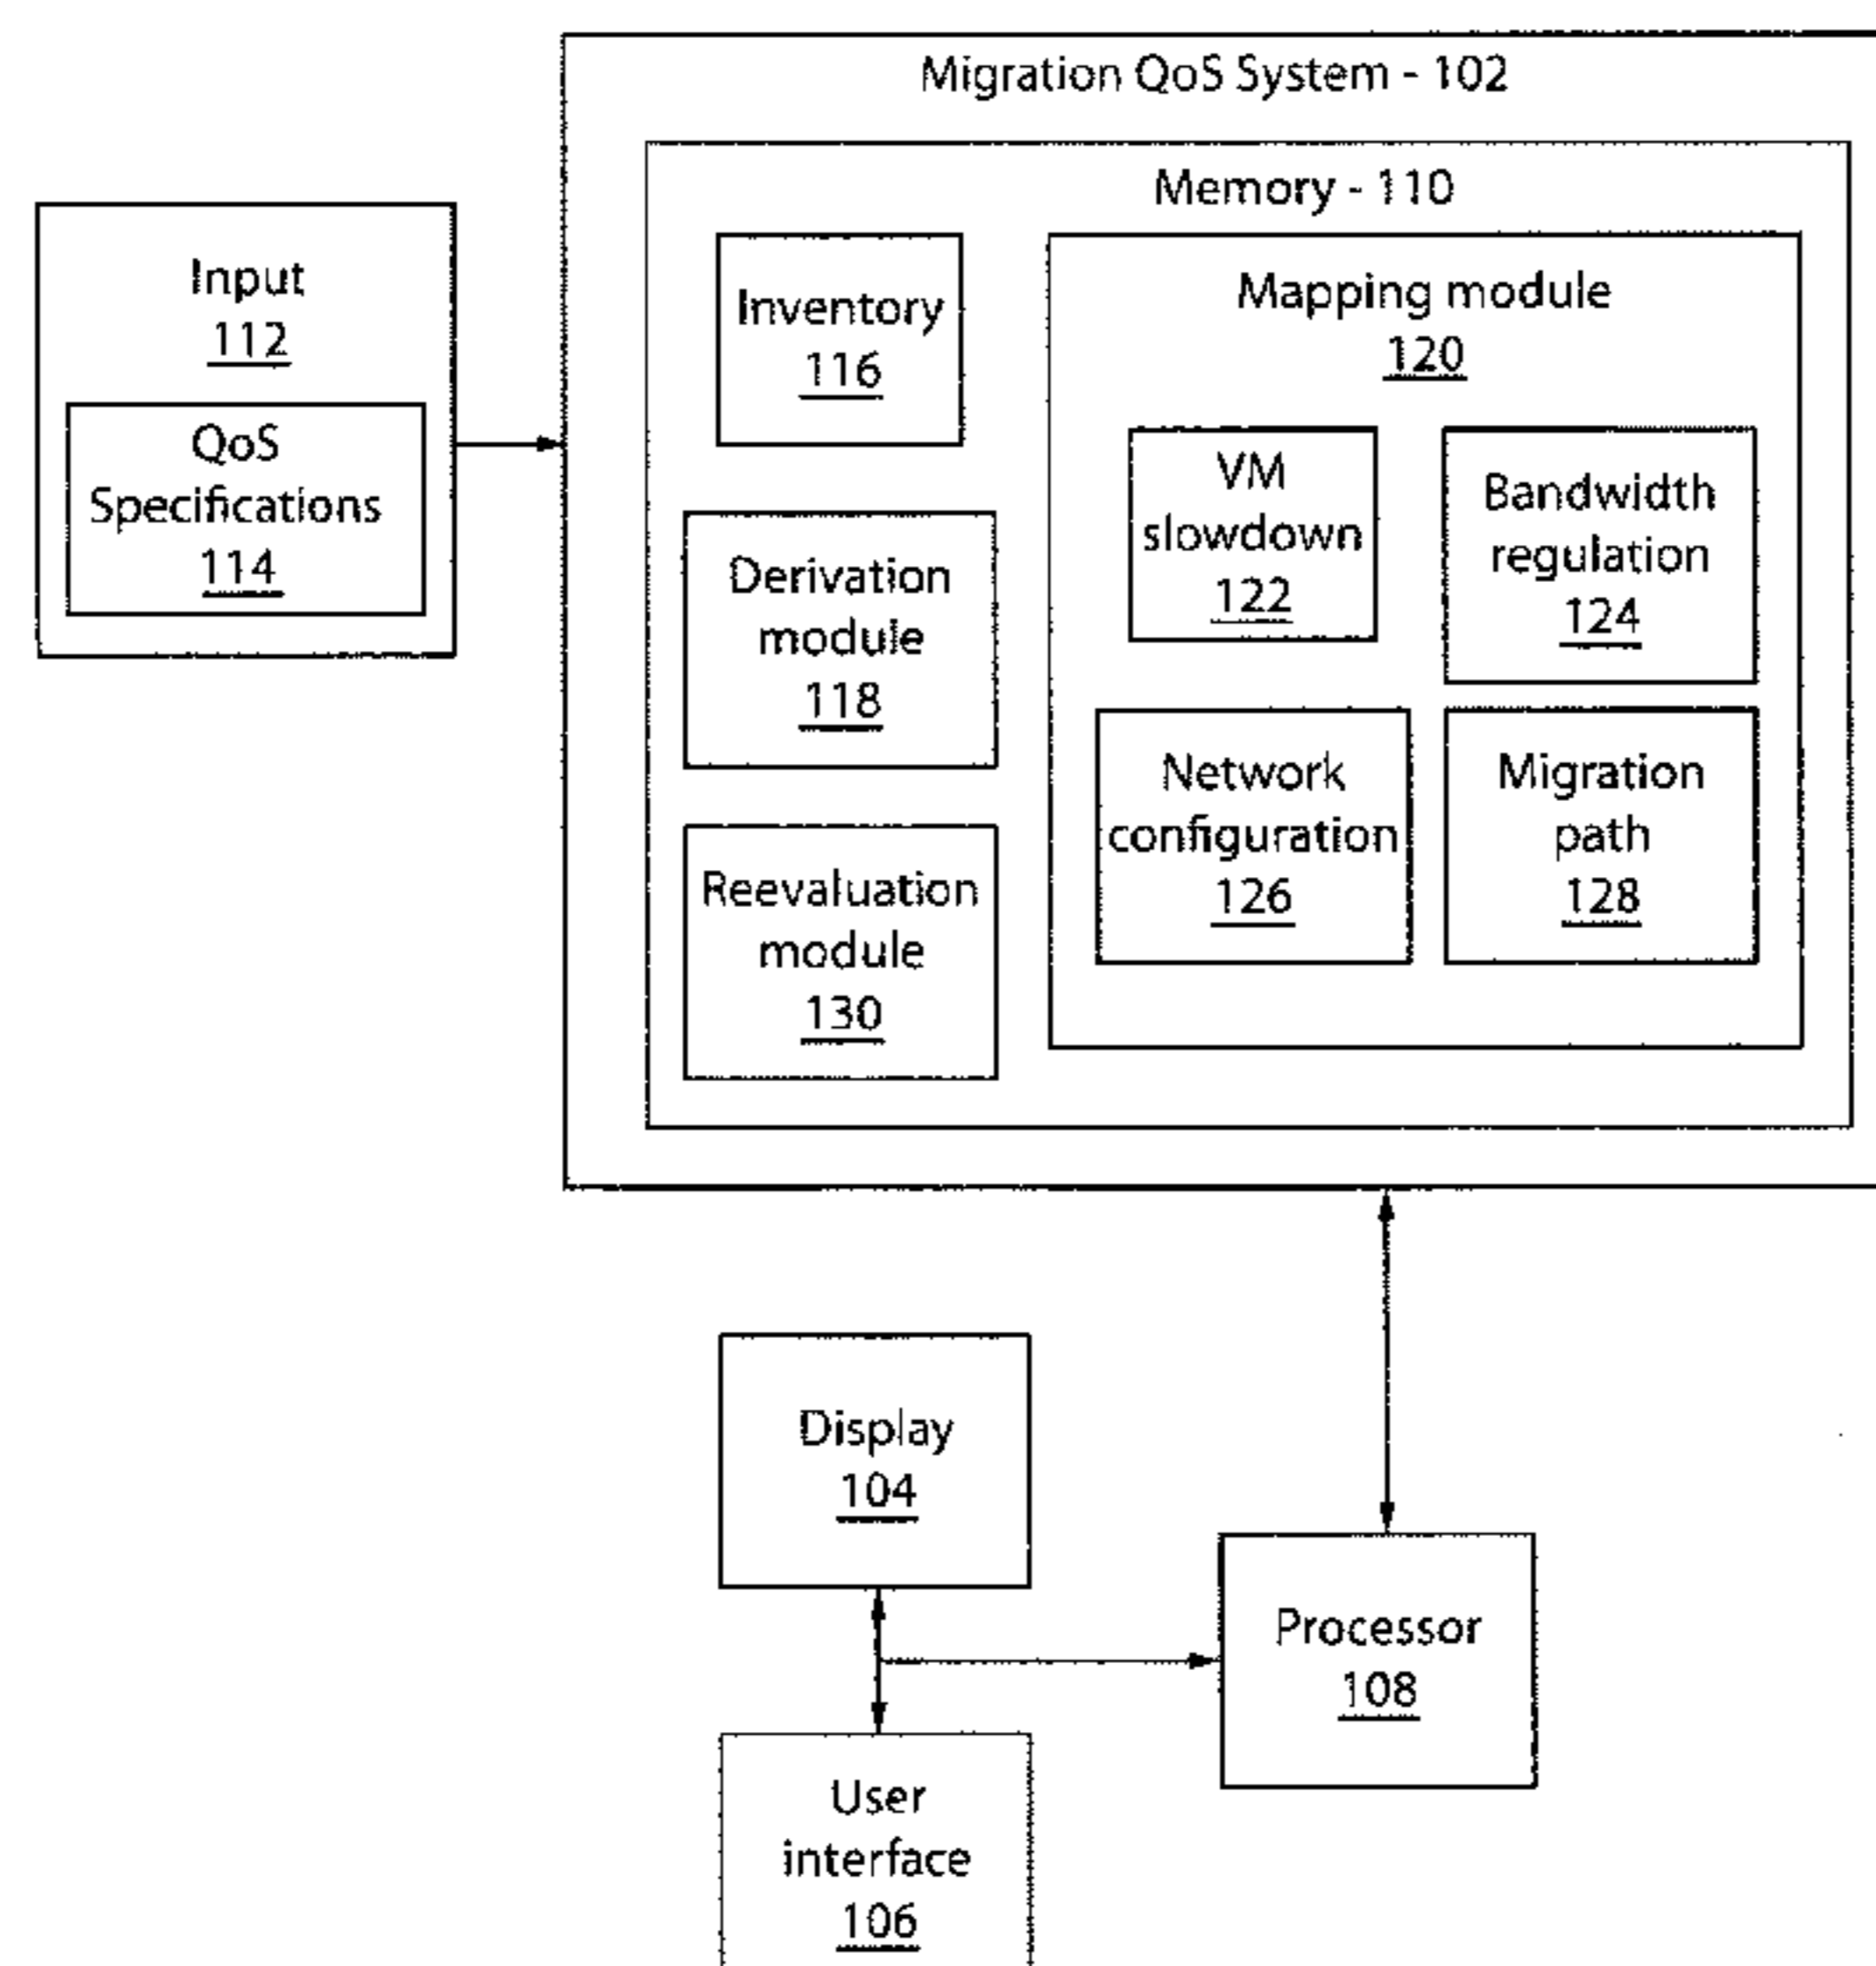 Migration QoS System - 102
Memory - 110
Input
112
QoS
Specifications
114
Inventory
116
Derivation
module
118
Reevaluation
module
130
Mapping module
120
VM
slowdown
122
Bandwidth
regulation
124
Network
configuration
126
Migration
path
128
Display
104
Processor
108
User
interface
106